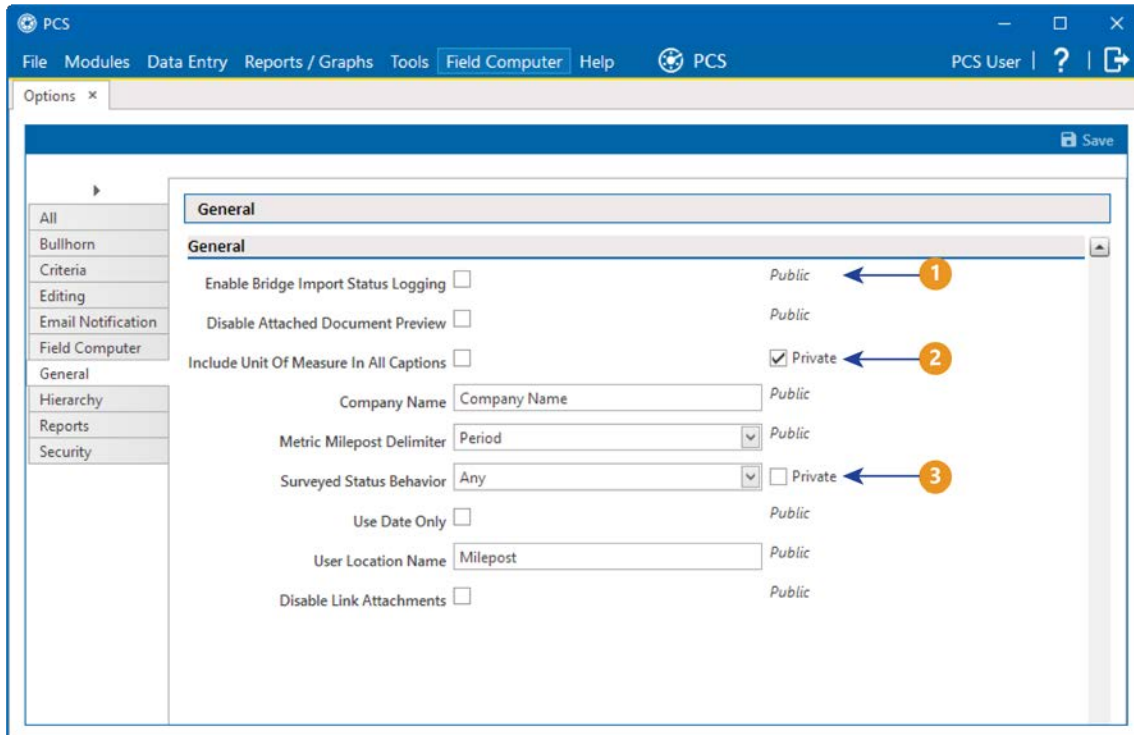 PCS
File Modules Data Entry Reports / Graphs Tools Field Computer Help PCS PCS User | ? |
Options ×
Save
All
Bullhorn
Criteria
Editing
Email Notification
Field Computer
General
Hierarchy
Reports
Security
General
General
Enable Bridge Import Status Logging Public 1
Disable Attached Document Preview Public
Include Unit Of Measure In All Captions Private 2
Company Name Company Name Public
Metric Milepost Delimiter Period Public
Surveyed Status Behavior Any Private 3
Use Date Only Public
User Location Name Milepost Public
Disable Link Attachments Public